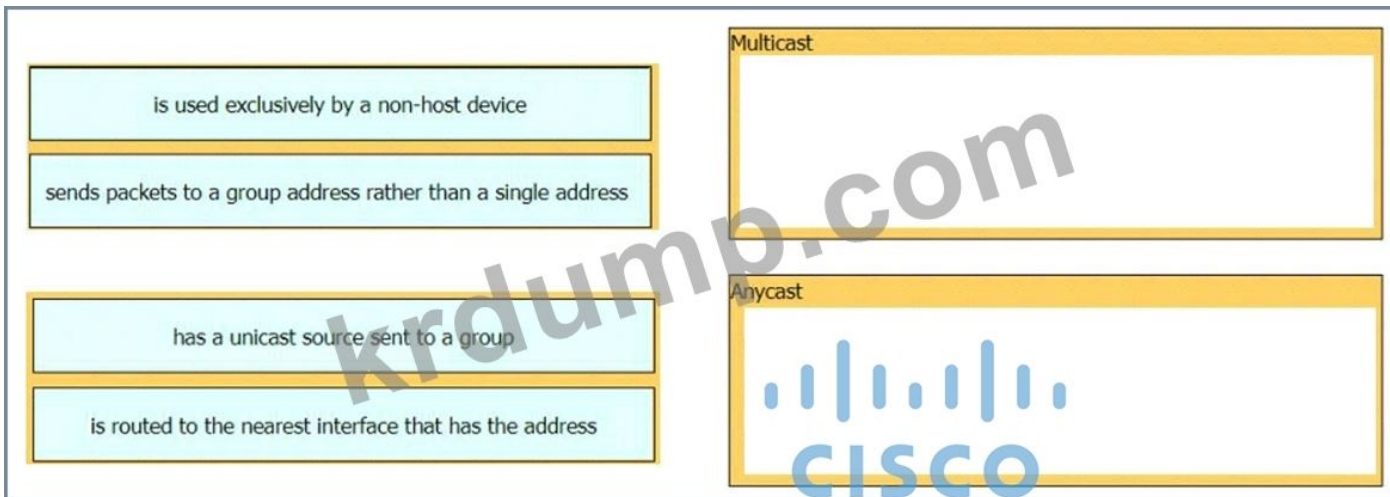 is used exclusively by a non-host device
sends packets to a group address rather than a single address
has a unicast source sent to a group
is routed to the nearest interface that has the address
Multicast
Anycast
krdump.com
CISCO